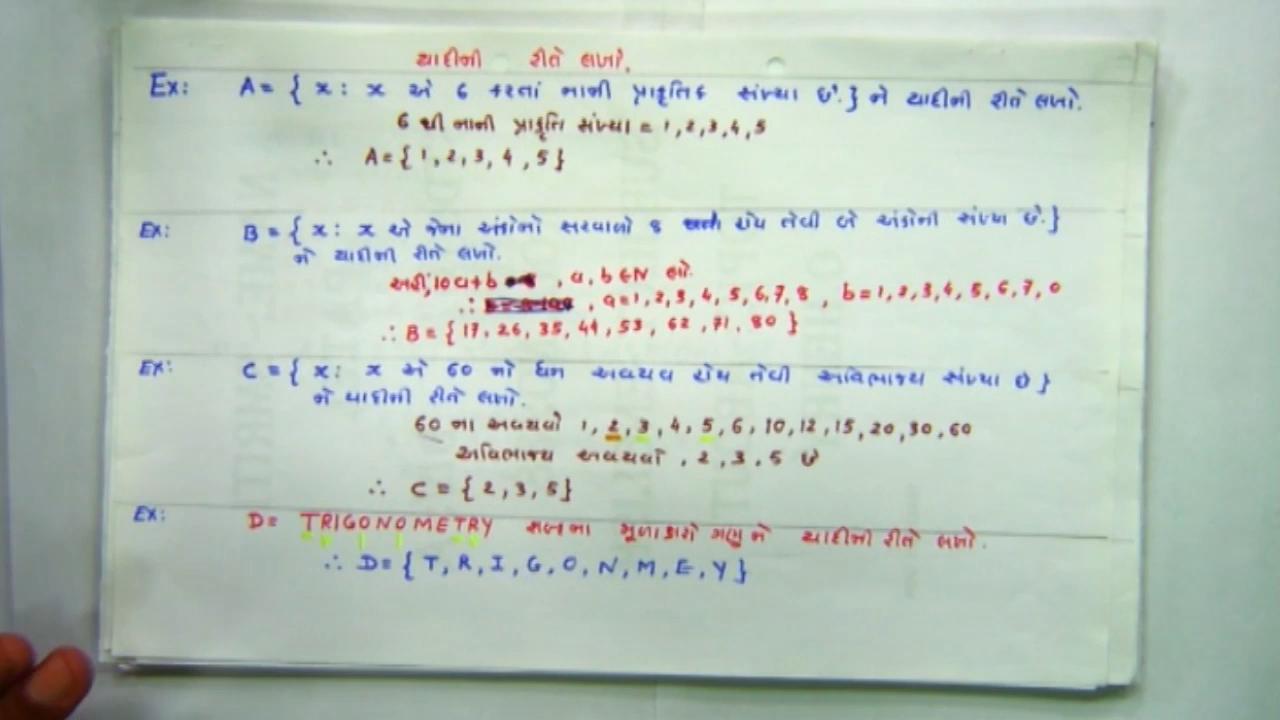 યાદીની રીતે લખો.
Ex: A = { x : x એ 6 કરતાં નાની પ્રાકૃતિક સંખ્યા છે. } ને યાદીની રીતે લખો.
6 થી નાની પ્રાકૃતિ સંખ્યા = 1, 2, 3, 4, 5
∴ A = { 1, 2, 3, 4, 5 }
Ex: B = { x : x એ જેના અંકોનો સરવાળો 8 હોય તેવી બે અંકોની સંખ્યા છે. }
ને યાદીની રીતે લખો.
અહીં, 10a+b , a, b ∈ N લો.
∴ , a = 1, 2, 3, 4, 5, 6, 7, 8 , b = 1, 2, 3, 4, 5, 6, 7, 0
∴ B = { 17, 26, 35, 44, 53, 62, 71, 80 }
Ex: C = { x : x એ 60 નો ધન અવયવ હોય તેવી અવિભાજ્ય સંખ્યા છે }
ને યાદીની રીતે લખો.
60 ના અવયવો 1, 2, 3, 4, 5, 6, 10, 12, 15, 20, 30, 60
અવિભાજ્ય અવયવો , 2, 3, 5 છે
∴ C = { 2, 3, 5 }
Ex: D = TRIGONOMETRY શબ્દના મૂળાક્ષરો ગણ ને યાદીની રીતે લખો.
∴ D = { T, R, I, G, O, N, M, E, Y }